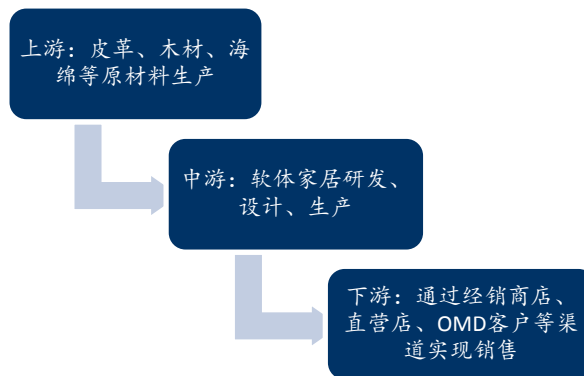 上游：皮革、木材、海
绵等原材料生产
中游：软体家居研发、
设计、生产
下游：通过经销商店、
直营店、OMD客户等渠
道实现销售